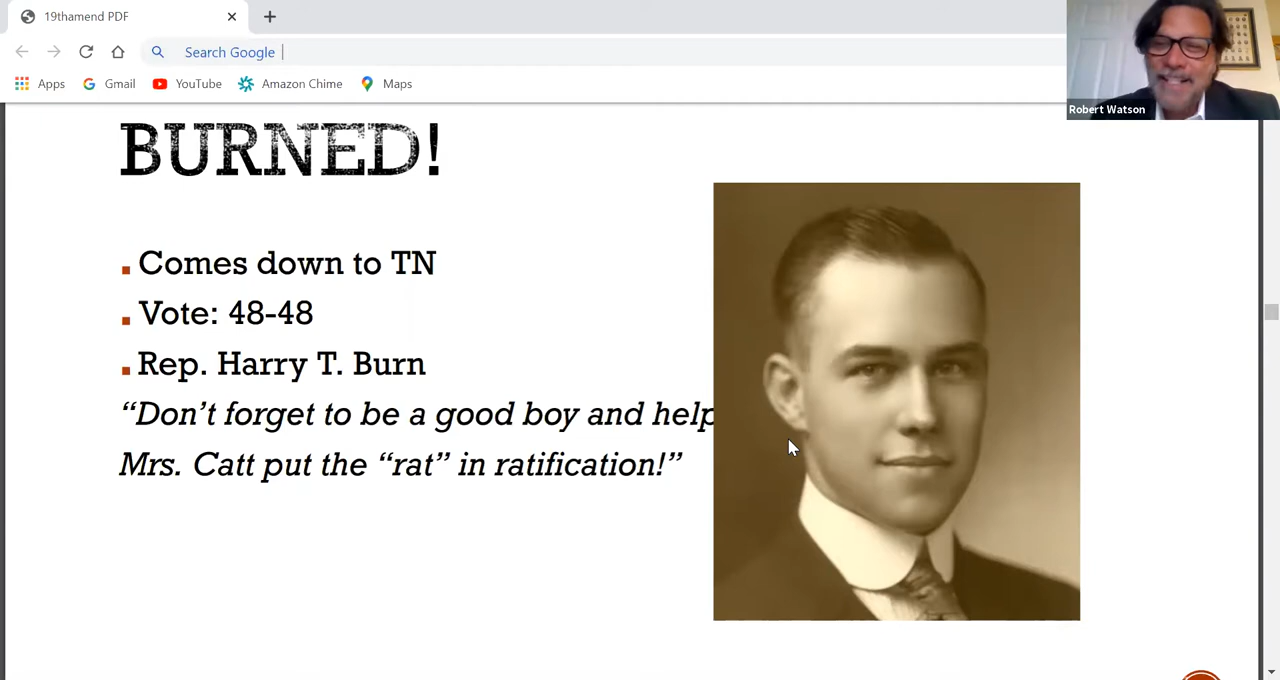 19thamend PDF
Search Google
Apps Gmail YouTube Amazon Chime Maps
Robert Watson
BURNED!
Comes down to TN
Vote: 48-48
Rep. Harry T. Burn
“Don’t forget to be a good boy and help
Mrs. Catt put the “rat” in ratification!”